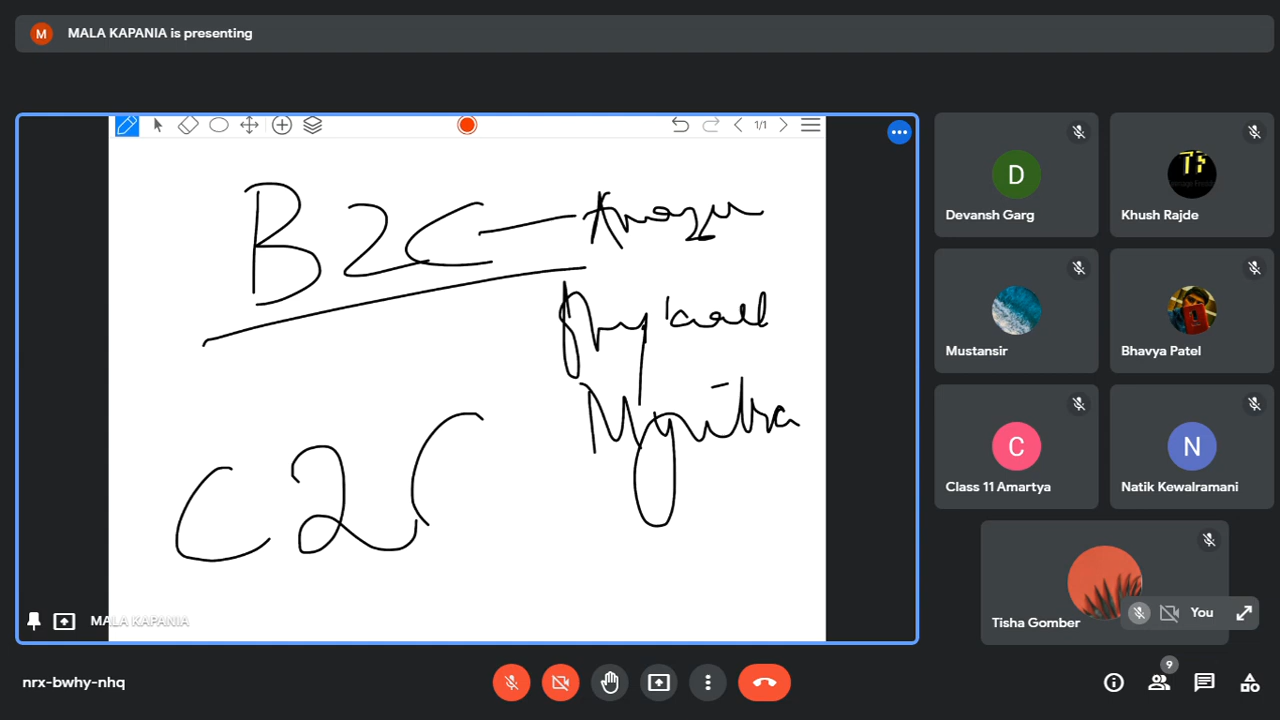 M MALA KAPANIA is presenting
1/1
B2C — Amazon
Myntra
C2C
MALA KAPANIA
D
Devansh Garg
Khush Rajde
Mustansir
1
Bhavya Patel
C
Class 11 Amartya
N
Natik Kewalramani
Tisha Gomber
You
nrx-bwhy-nhq
9